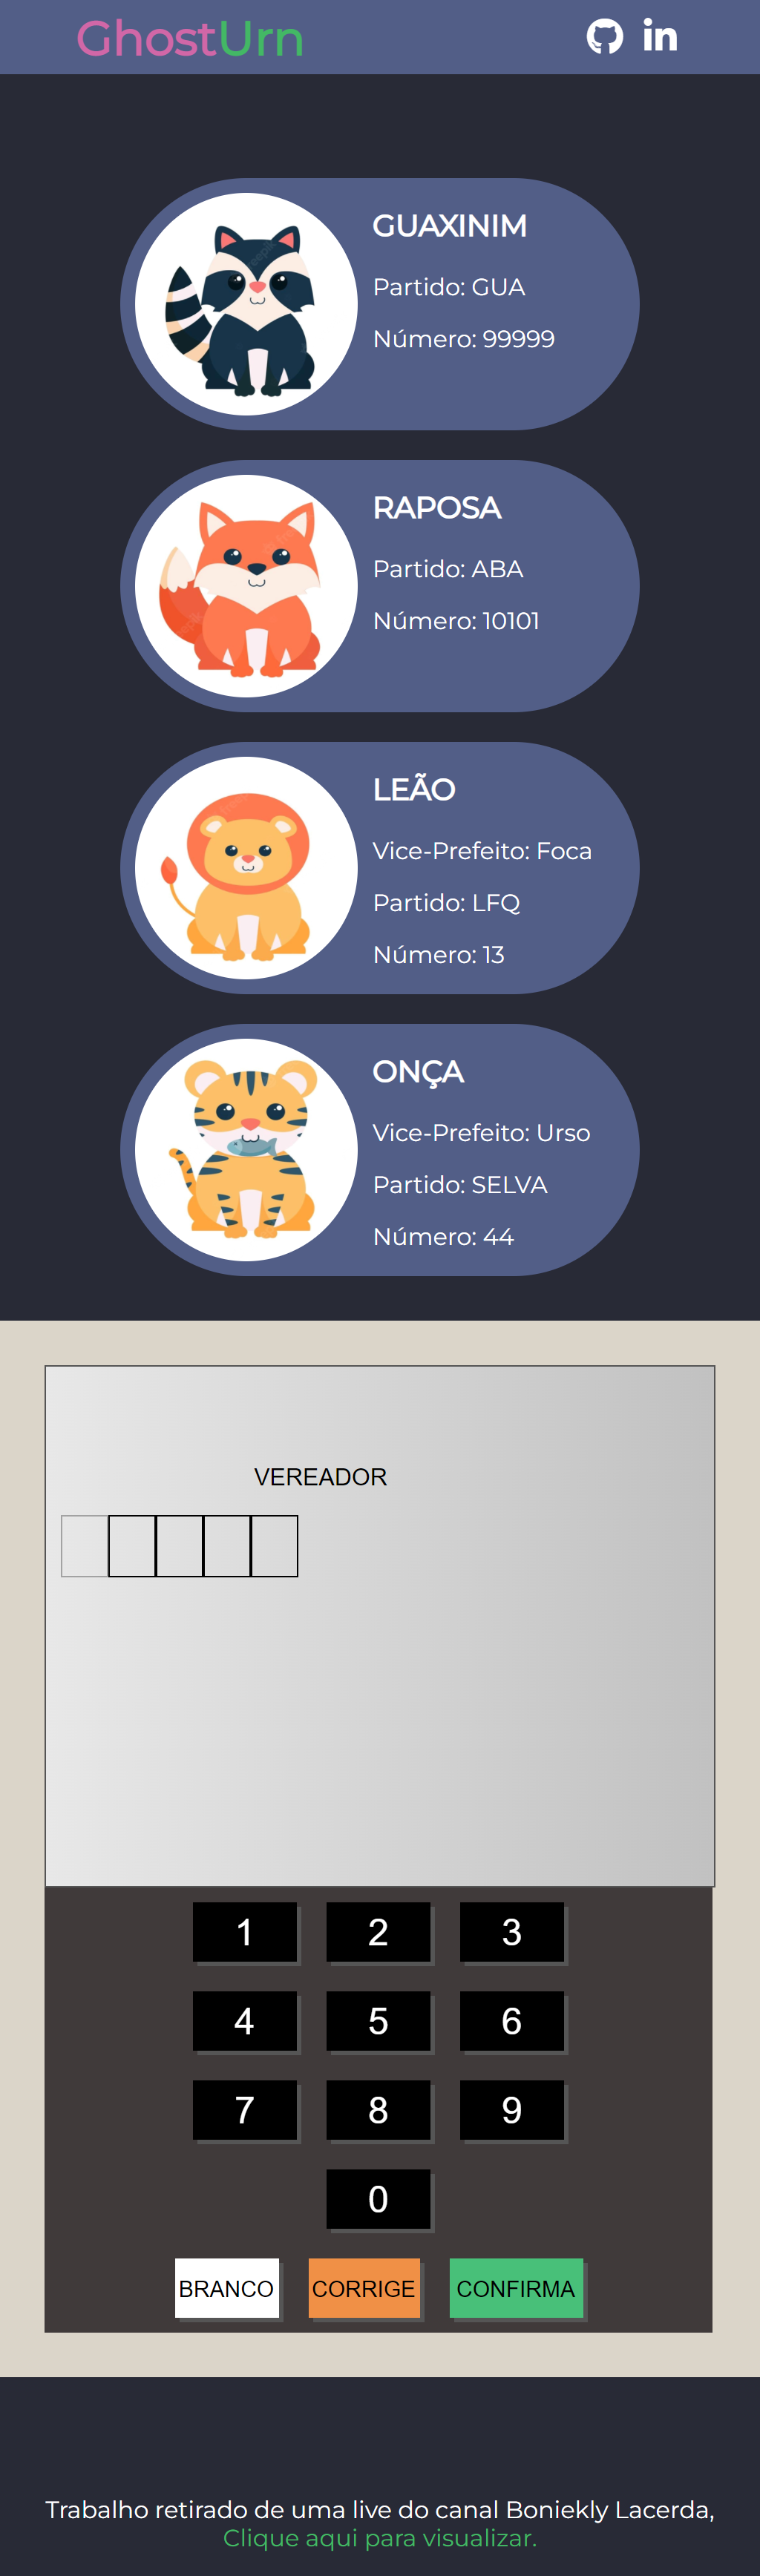 GhostUrn
in
GUAXINIM
Partido: GUA
Número: 99999
RAPOSA
Partido: ABA
Número: 10101
LEÃO
Vice-Prefeito: Foca
Partido: LFQ
Número: 13
ONÇA
Vice-Prefeito: Urso
Partido: SELVA
Número: 44
VEREADOR
1 2 3
4 5 6
7 8 9
0
BRANCO CORRIGE CONFIRMA
Trabalho retirado de uma live do canal Boniekly Lacerda,
Clique aqui para visualizar.